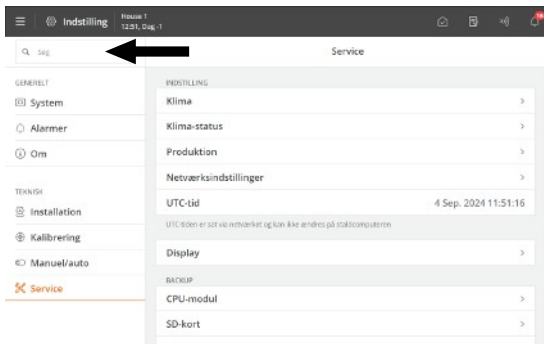 Indstilling
House 1
12:51, Dag -1
Søg
Service
GENERELT
System
Alarmer
Om
TEKNISK
Installation
Kalibrering
Manuel/auto
Service
INDSTILLING
Klima
Klima-status
Produktion
Netværksindstillinger
UTC-tid 4 Sep. 2024 11:51:16
UTC-tiden er sat via netværket og kan ikke ændres på staldcomputeren
Display
BACKUP
CPU-modul
SD-kort